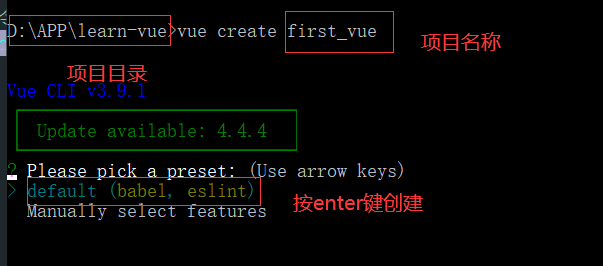 D:\APP\learn-vue>vue create first_vue
项目名称
项目目录
Vue CLI v3.9.1
Update available: 4.4.4
? Please pick a preset: (Use arrow keys)
> default (babel, eslint)
按enter键创建
Manually select features